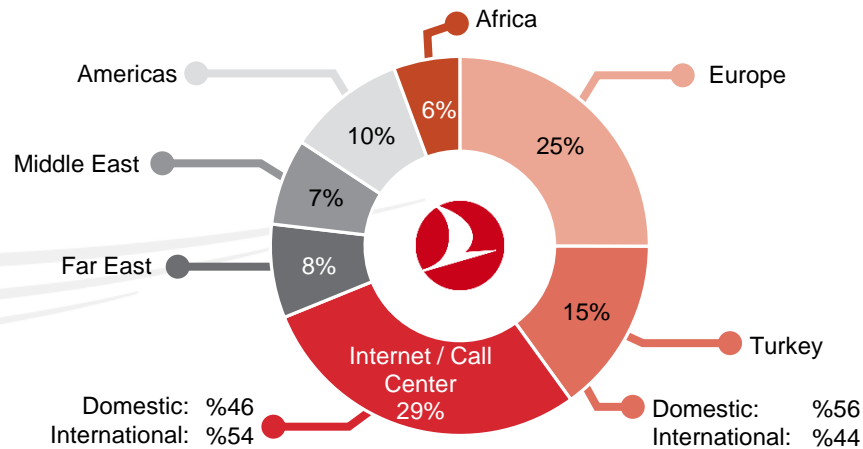 Africa
Americas
Europe
6%
10%
25%
Middle East
7%
Far East
8%
15%
Turkey
Internet / Call
Center
29%
Domestic: %46
International: %54
Domestic: %56
International: %44